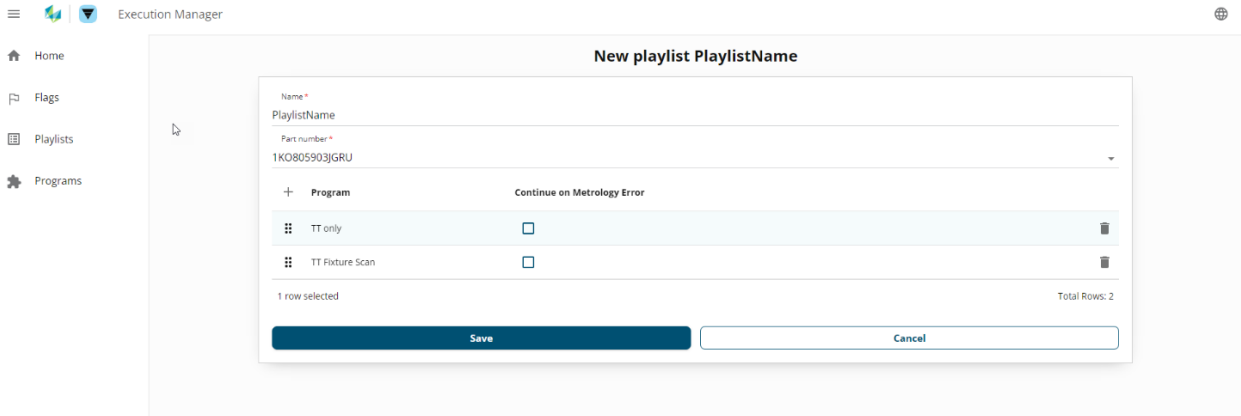 Execution Manager
Home
Flags
Playlists
Programs
New playlist PlaylistName
Name*
PlaylistName
Part number*
1KO805903JGRU
Program Continue on Metrology Error
TT only
TT Fixture Scan
1 row selected Total Rows: 2
Save Cancel